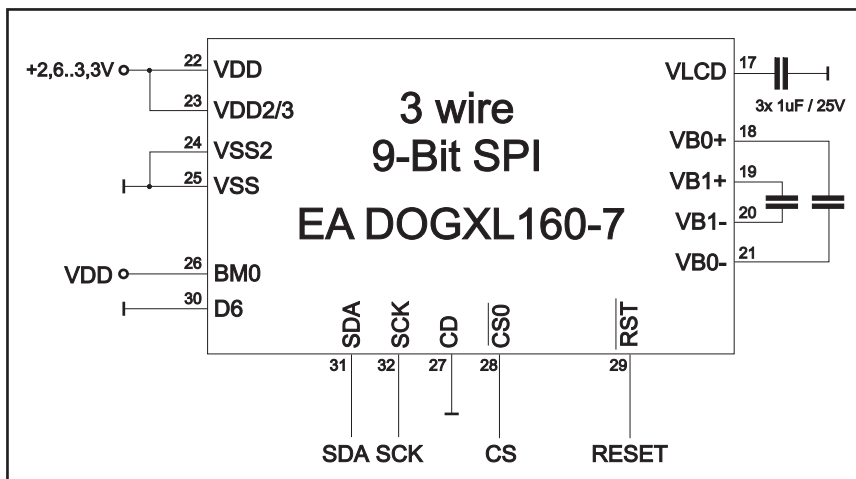 +2,6..3,3V
22 VDD
23 VDD2/3
24 VSS2
25 VSS
VDD 26 BM0
30 D6
3 wire
9-Bit SPI
EA DOGXL160-7
VLCD 17
3x 1uF / 25V
VB0+ 18
VB1+ 19
VB1- 20
VB0- 21
SDA SCK CD CS0 RST
31 32 27 28 29
SDA SCK CS RESET